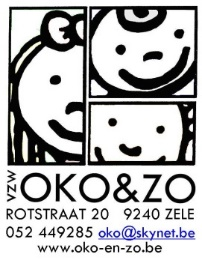 VZW OKO&ZO
ROTSTRAAT 20 9240 ZELE
052 449285 oko@skynet.be
www.oko-en-zo.be